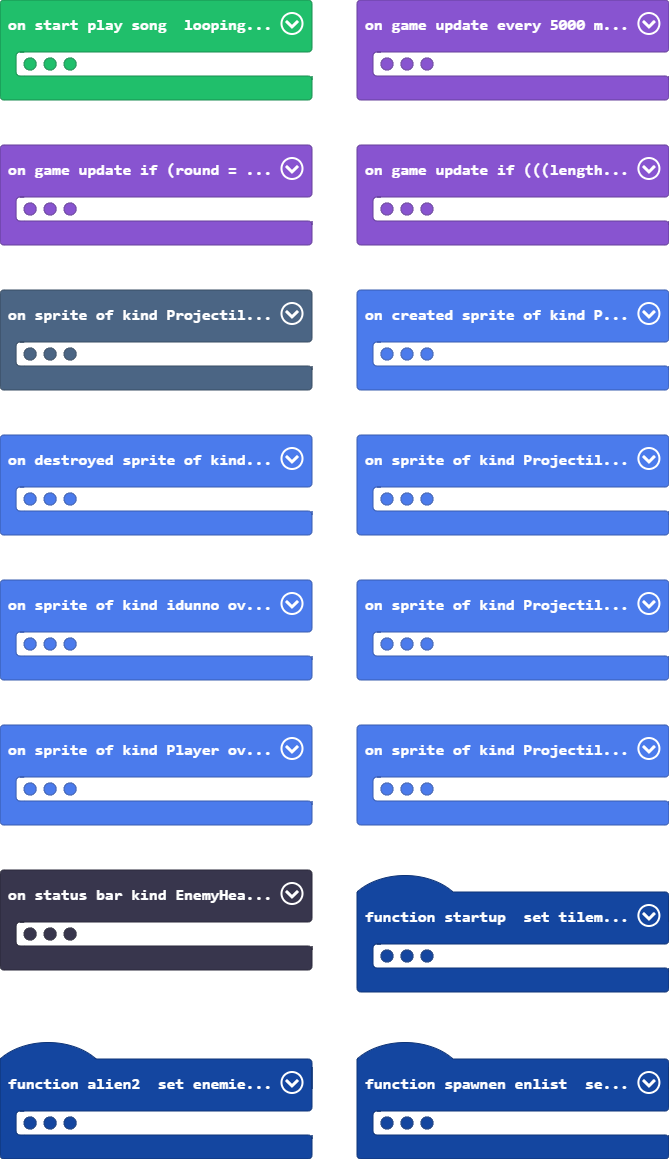 on start play song looping...
on game update every 5000 m...
on game update if (round = ...
on game update if (((length...
on sprite of kind Projectil...
on created sprite of kind P...
on destroyed sprite of kind...
on sprite of kind Projectil...
on sprite of kind idunno ov...
on sprite of kind Projectil...
on sprite of kind Player ov...
on sprite of kind Projectil...
on status bar kind EnemyHea...
function startup set tilem...
function alien2 set enemie...
function spawnen enlist se...